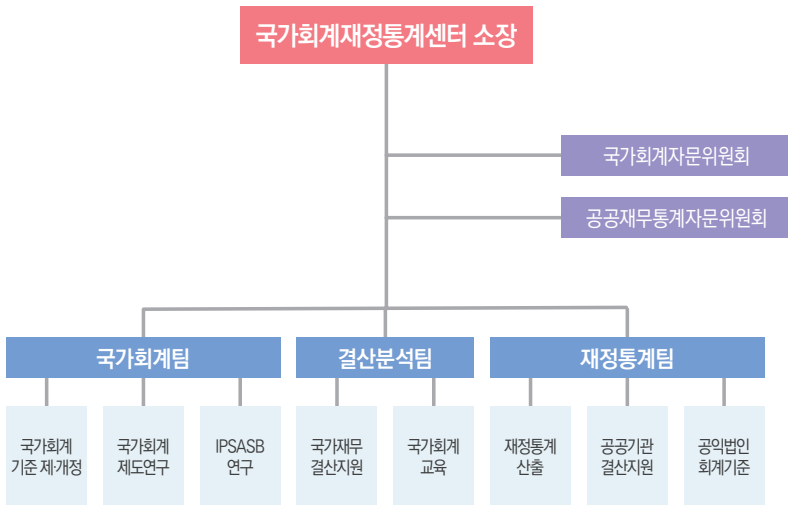 국가회계재정통계센터 소장
국가회계자문위원회
공공재무통계자문위원회
국가회계팀
결산분석팀
재정통계팀
국가회계
기준 제·개정
국가회계
제도연구
IPSASB
연구
국가재무
결산지원
국가회계
교육
재정통계
산출
공공기관
결산지원
공익법인
회계기준